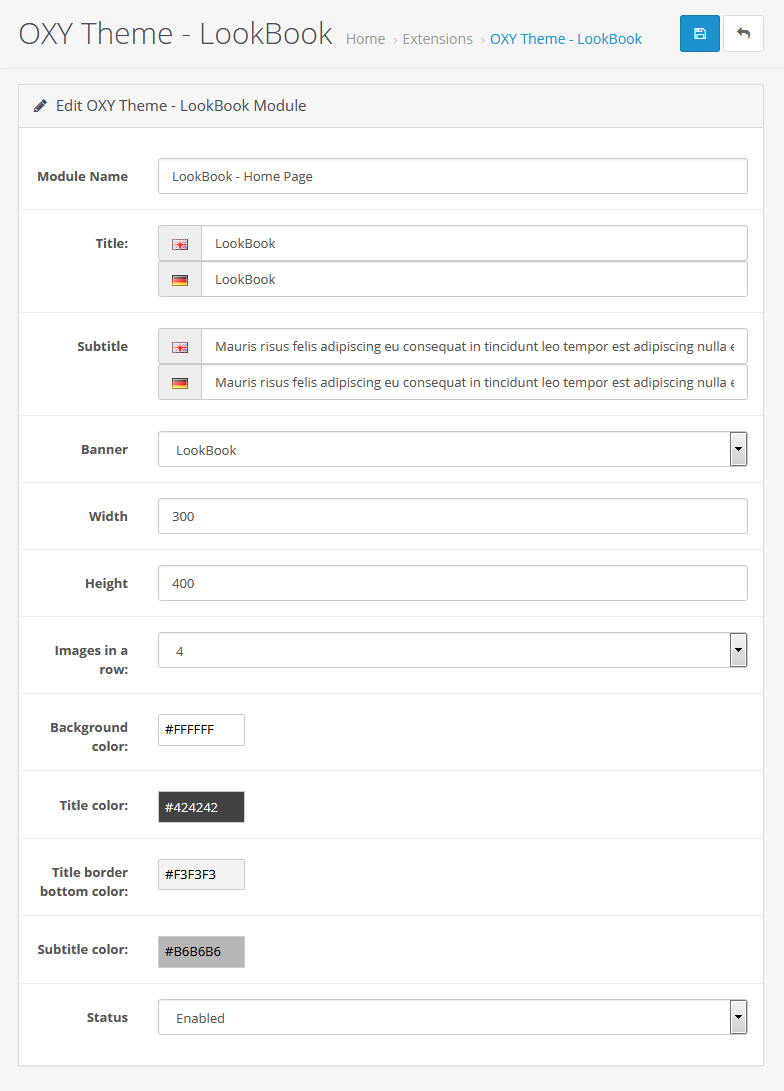 OXY Theme - LookBook Home › Extensions › OXY Theme - LookBook
Edit OXY Theme - LookBook Module
Module Name LookBook - Home Page
Title: LookBook
LookBook
Subtitle Mauris risus felis adipiscing eu consequat in tincidunt leo tempor est adipiscing nulla
Mauris risus felis adipiscing eu consequat in tincidunt leo tempor est adipiscing nulla
Banner LookBook
Width 300
Height 400
Images in a
row: 4
Background
color: #FFFFFF
Title color: #424242
Title border
bottom color: #F3F3F3
Subtitle color: #B6B6B6
Status Enabled